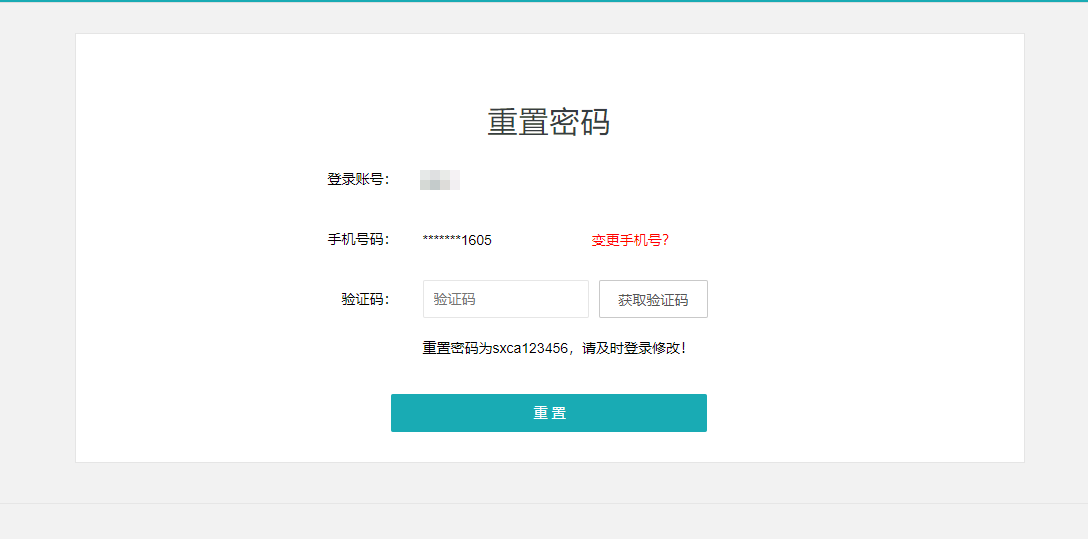 重置密码
登录账号：
手机号码： *******1605 变更手机号?
验证码： 验证码 获取验证码
重置密码为sxca123456，请及时登录修改！
重 置